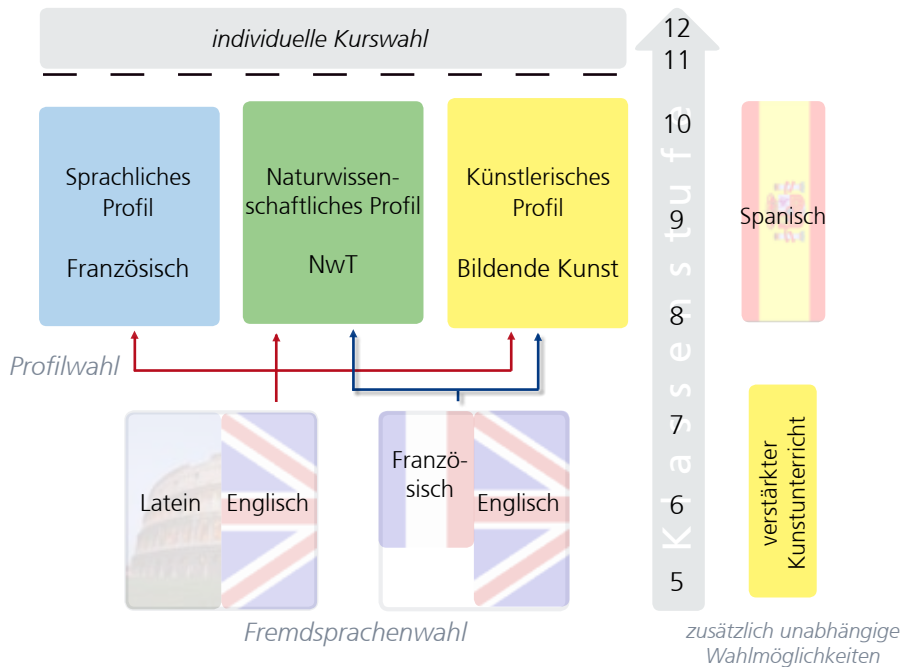 individuelle Kurswahl
Sprachliches
Profil
Französisch
Naturwissen-
schaftliches Profil
NwT
Künstlerisches
Profil
Bildende Kunst
Profilwahl
Latein
Englisch
Franzö-
sisch
Englisch
Fremdsprachenwahl
12
11
10
9
8
7
6
5
Klassenstufe
Spanisch
verstärkter
Kunstunterricht
zusätzlich unabhängige
Wahlmöglichkeiten